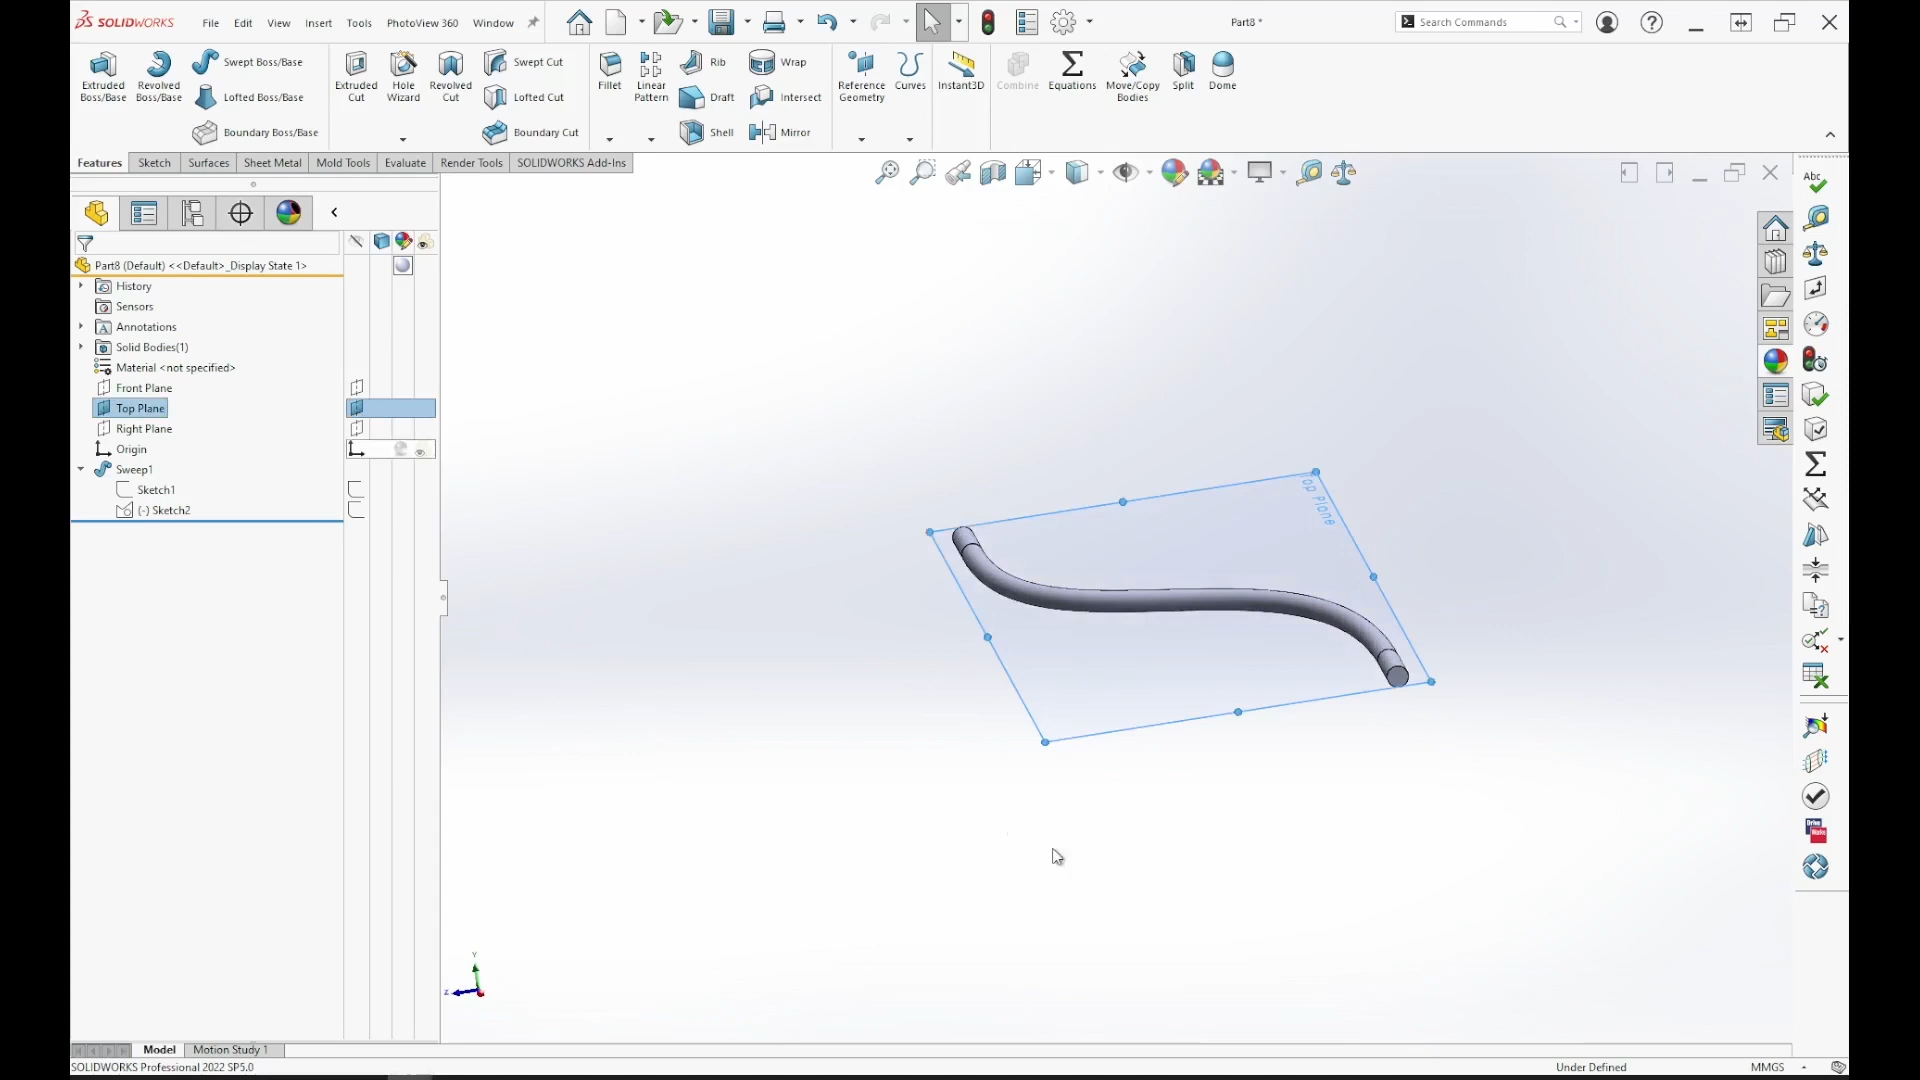 SOLIDWORKS File Edit View Insert Tools PhotoView 360 Window Part8 * Search Commands
Extruded Boss/Base Revolved Boss/Base Swept Boss/Base Lofted Boss/Base Boundary Boss/Base
Extruded Cut Hole Wizard Revolved Cut Swept Cut Lofted Cut Boundary Cut
Fillet Linear Pattern Rib Draft Shell Wrap Intersect Mirror
Reference Geometry Curves Instant3D Combine Equations Move/Copy Bodies Split Dome
Features Sketch Surfaces Sheet Metal Mold Tools Evaluate Render Tools SOLIDWORKS Add-Ins
Abc
Part8 (Default) <<Default>_Display State 1>
History
Sensors
Annotations
Solid Bodies(1)
Material <not specified>
Front Plane
Top Plane
Right Plane
Origin
Sweep1
Sketch1
(-) Sketch2
Top Plane
Y
Z
Model Motion Study 1
SOLIDWORKS Professional 2022 SP5.0 Under Defined MMGS